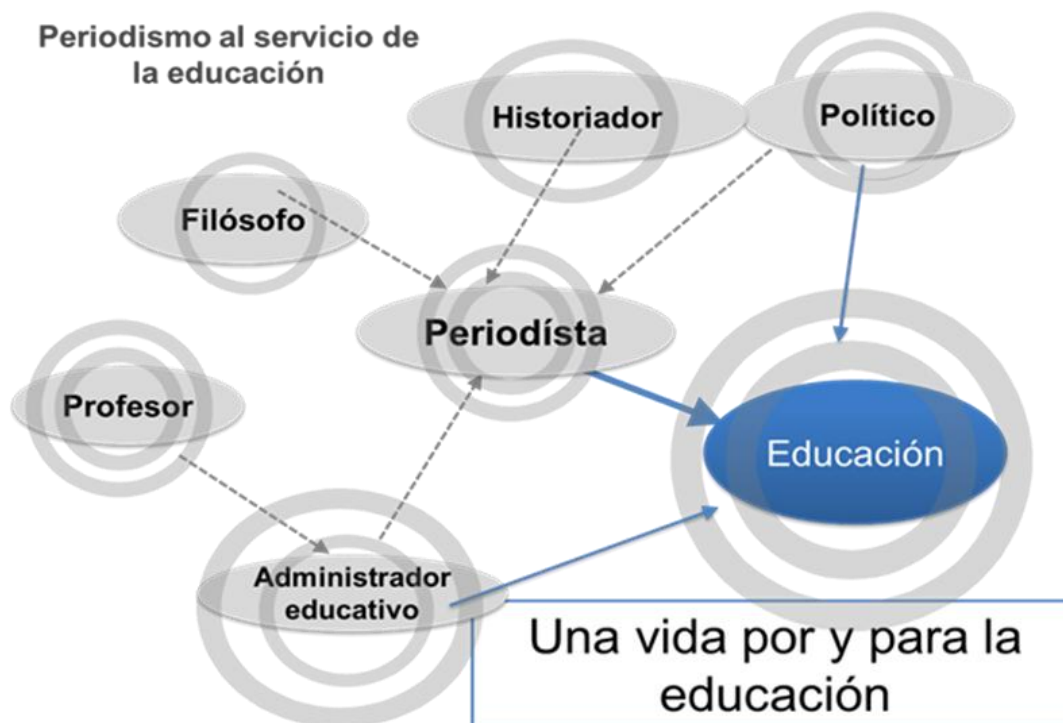 Periodismo al servicio de
la educación
Historiador
Político
Filósofo
Periodísta
Profesor
Educación
Administrador
educativo
Una vida por y para la
educación